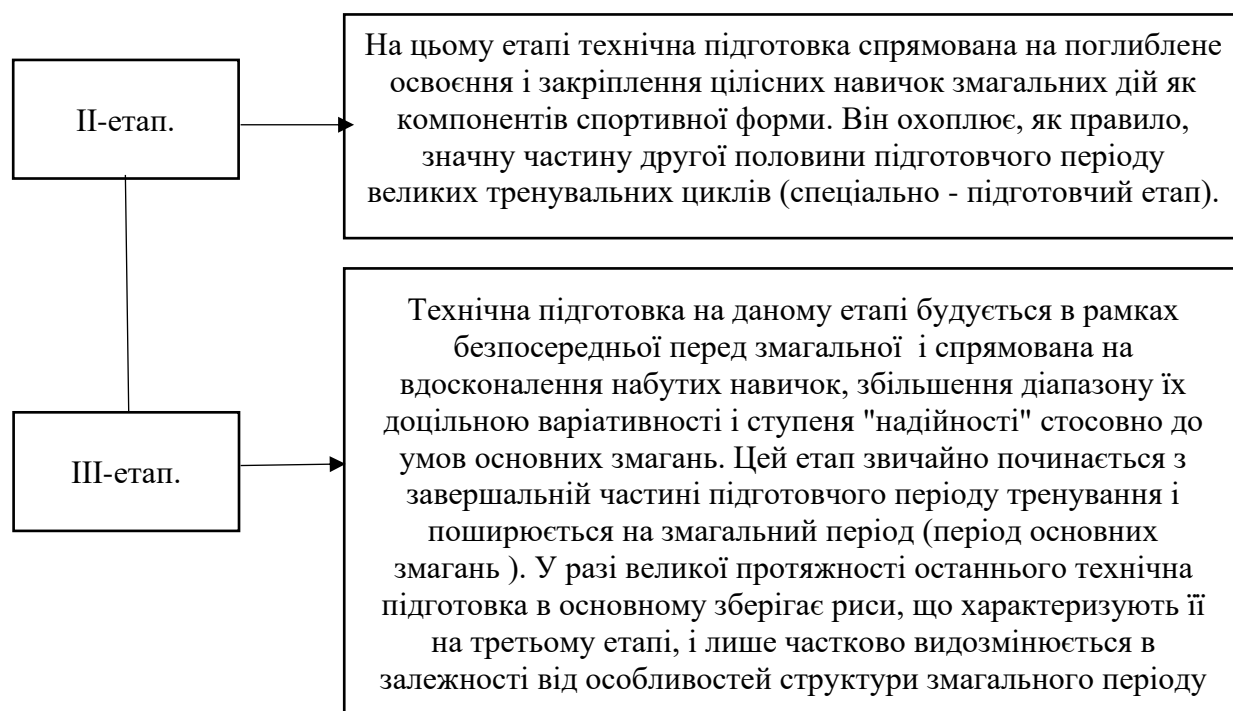 II-етап.
На цьому етапі технічна підготовка спрямована на поглиблене
освоєння і закріплення цілісних навичок змагальних дій як
компонентів спортивної форми. Він охоплює, як правило,
значну частину другої половини підготовчого періоду
великих тренувальних циклів (спеціально - підготовчий етап).
III-етап.
Технічна підготовка на даному етапі будується в рамках
безпосередньої перед змагальної  і спрямована на
вдосконалення набутих навичок, збільшення діапазону їх
доцільною варіативності і ступеня "надійності" стосовно до
умов основних змагань. Цей етап звичайно починається з
завершальній частині підготовчого періоду тренування і
поширюється на змагальний період (період основних
змагань ). У разі великої протяжності останнього технічна
підготовка в основному зберігає риси, що характеризують її
на третьому етапі, і лише частково видозмінюється в
залежності від особливостей структури змагального періоду